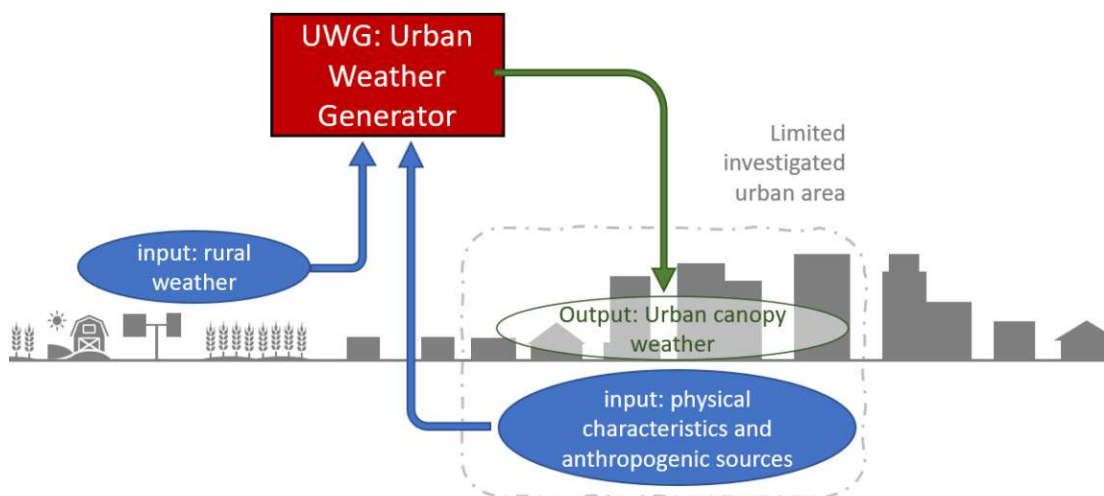 UWG: Urban
Weather
Generator
Limited
investigated
urban area
input: rural
weather
Output: Urban canopy
weather
input: physical
characteristics and
anthropogenic sources